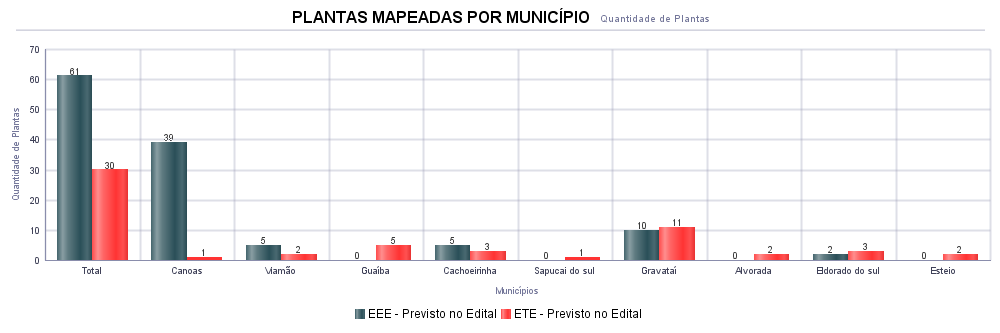 PLANTAS MAPEADAS POR MUNICÍPIO Quantidade de Plantas
Quantidade de Plantas
70
60
50
40
30
20
10
0
61
30
39
1
5
2
0
5
5
3
0
1
10
11
0
2
2
3
0
2
Total
Canoas
Viamão
Guaíba
Cachoeirinha
Sapucai do sul
Gravataí
Alvorada
Eldorado do sul
Esteio
Municípios
EEE - Previsto no Edital
ETE - Previsto no Edital